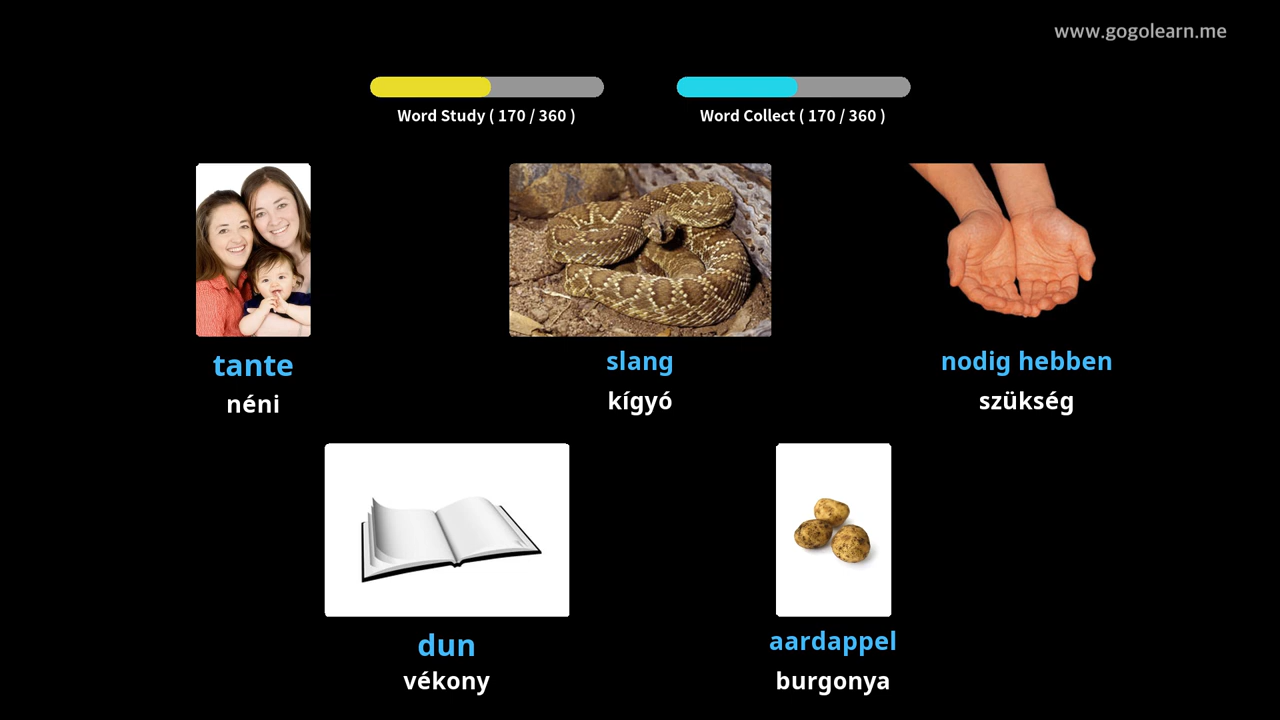 www.gogolearn.me
Word Study ( 170 / 360 )
Word Collect ( 170 / 360 )
tante
néni
slang
kígyó
nodig hebben
szükség
dun
vékony
aardappel
burgonya